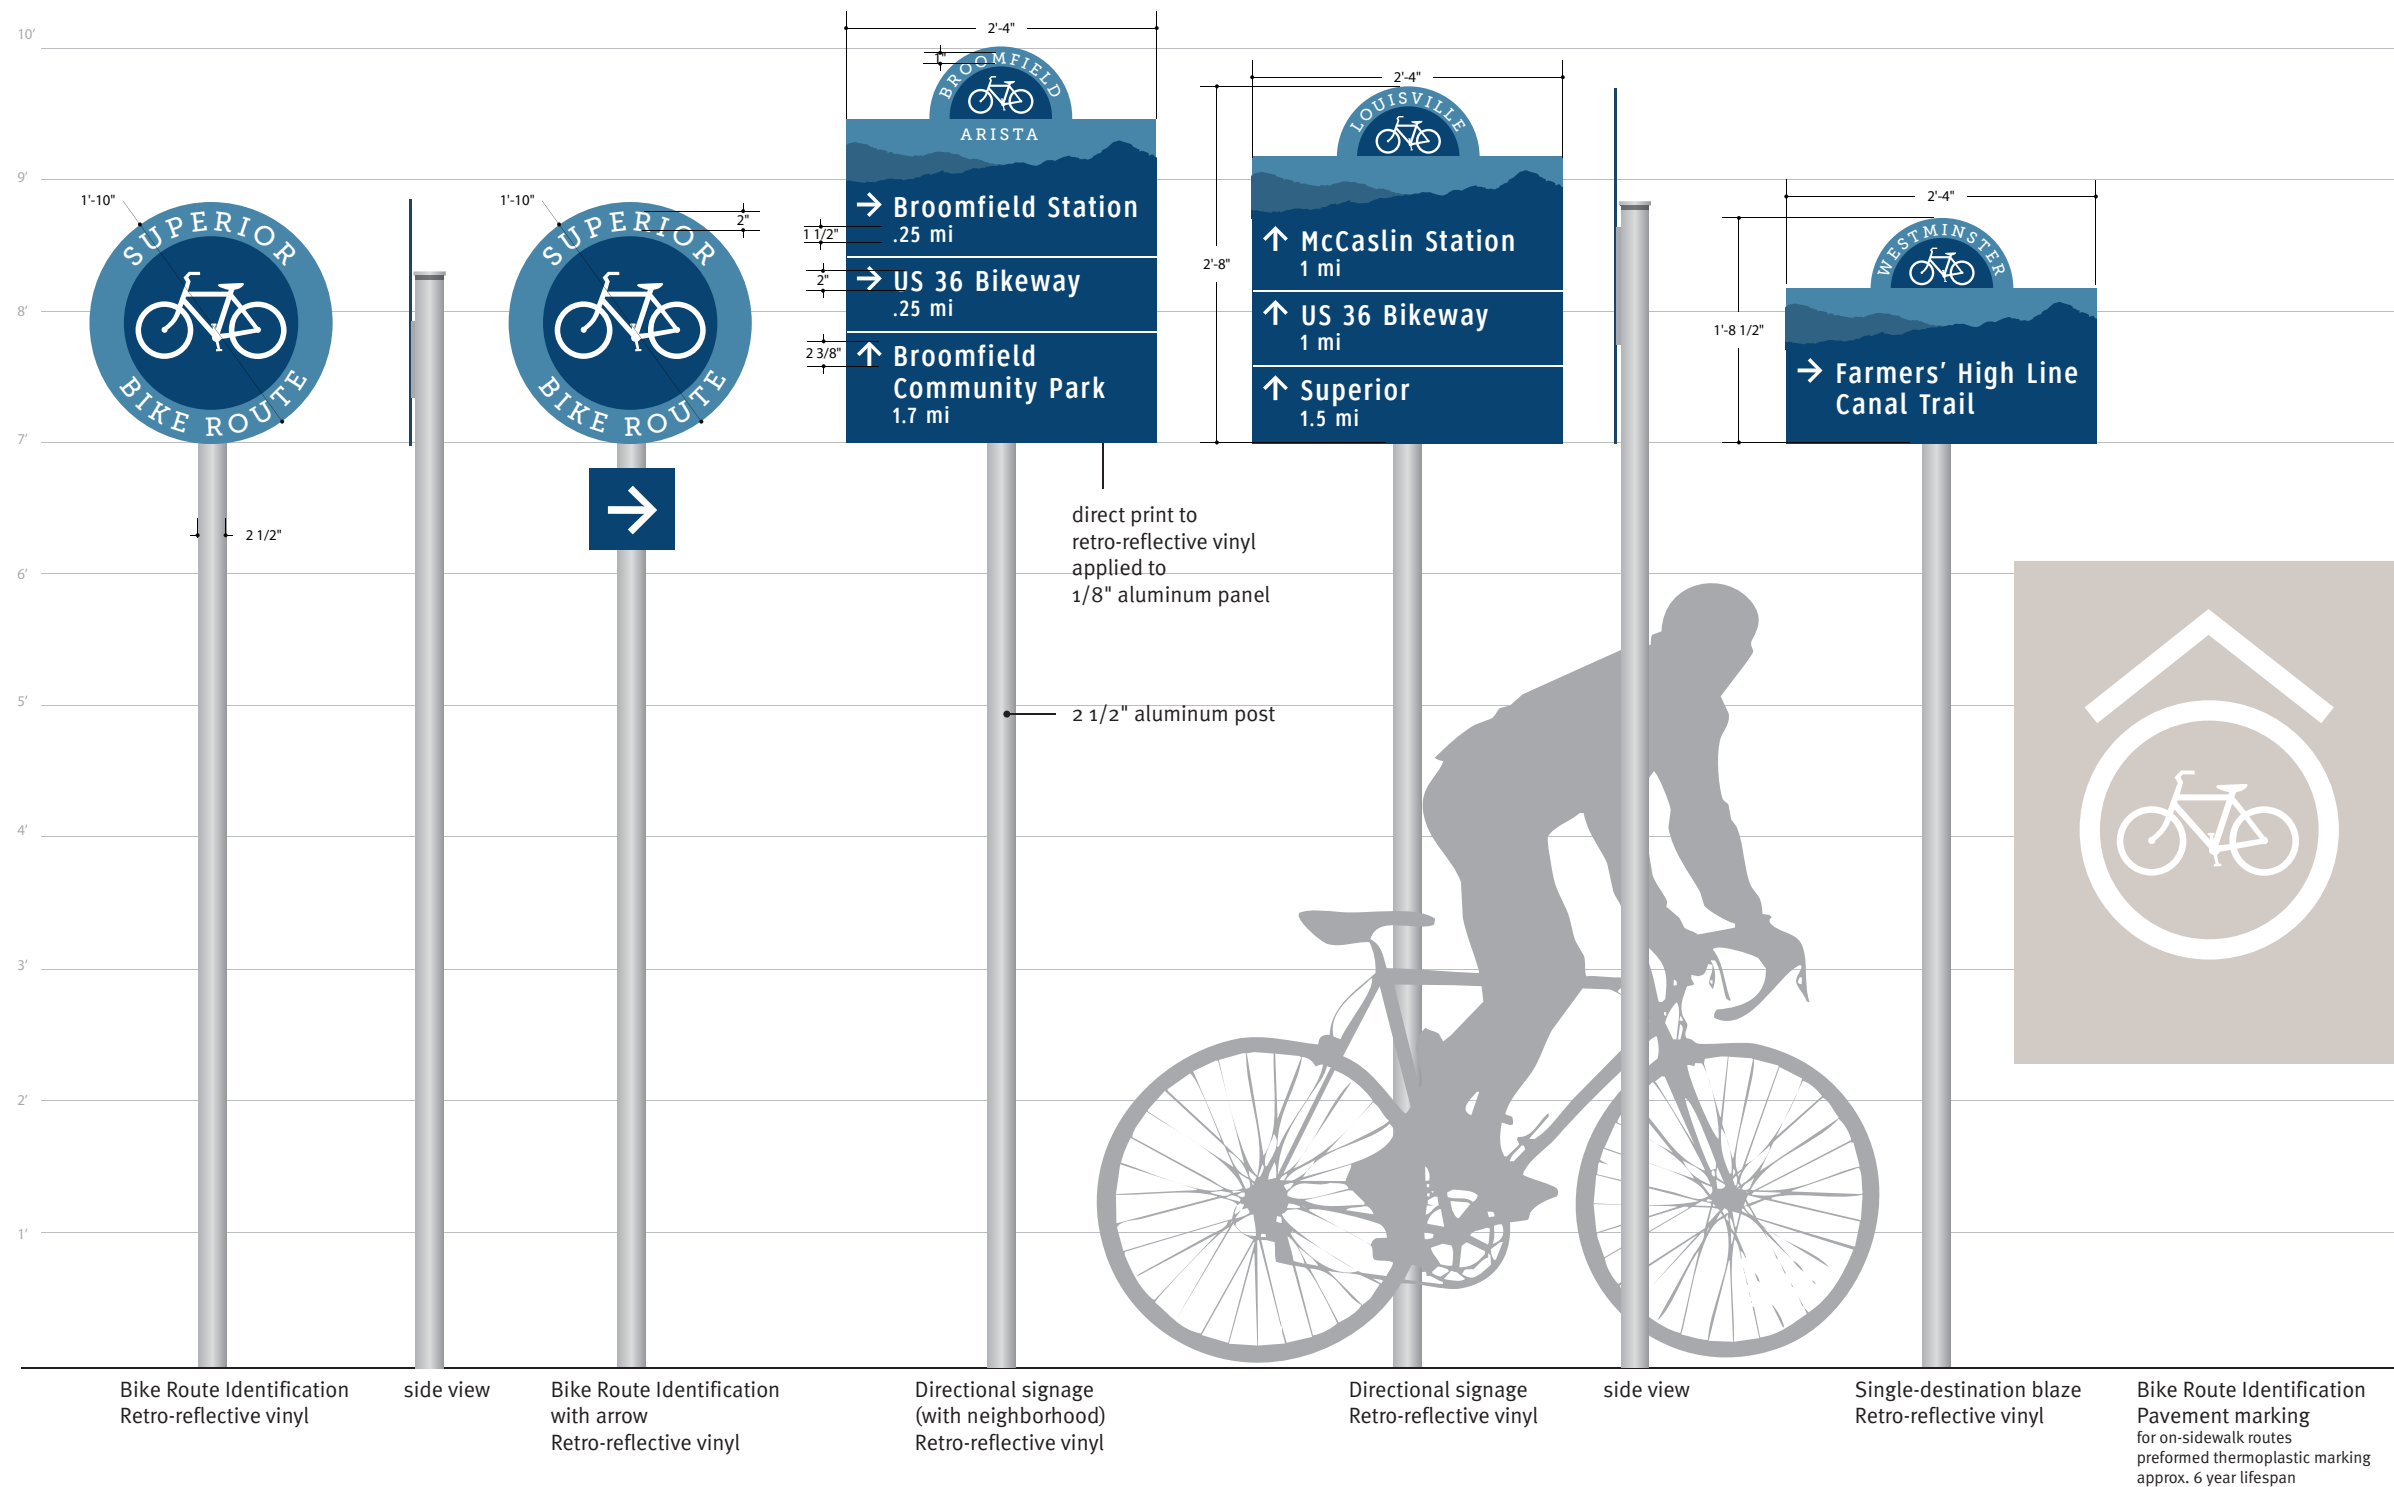 10'
9'
8'
7'
6'
5'
4'
3'
2'
1'
1'-10"
SUPERIOR
BIKE ROUTE
2 1/2"
1'-10"
2"
SUPERIOR
BIKE ROUTE
2'-4"
1"
BROOMFIELD
ARISTA
Broomfield Station
.25 mi
US 36 Bikeway
.25 mi
Broomfield
Community Park
1.7 mi
1 1/2"
2"
2 3/8"
direct print to
retro-reflective vinyl
applied to
1/8" aluminum panel
2 1/2" aluminum post
2'-4"
2'-8"
LOUISVILLE
McCaslin Station
1 mi
US 36 Bikeway
1 mi
Superior
1.5 mi
2'-4"
1'-8 1/2"
WESTMINSTER
Farmers' High Line
Canal Trail
Bike Route Identification
Retro-reflective vinyl
side view
Bike Route Identification
with arrow
Retro-reflective vinyl
Directional signage
(with neighborhood)
Retro-reflective vinyl
Directional signage
Retro-reflective vinyl
side view
Single-destination blaze
Retro-reflective vinyl
Bike Route Identification
Pavement marking
for on-sidewalk routes
preformed thermoplastic marking
approx. 6 year lifespan